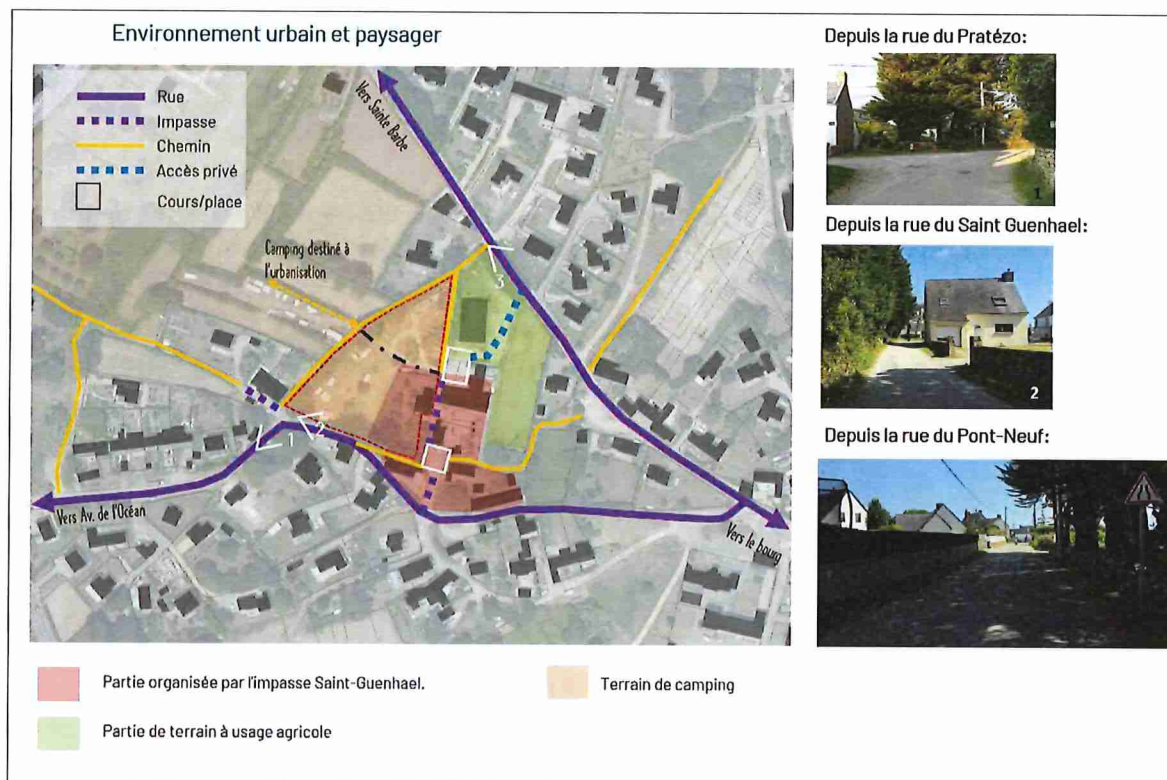 Environnement urbain et paysager
Rue
Impasse
Chemin
Accès privé
Cours/place
Vers Sainte Barbe
Camping destiné à
l'urbanisation
3
2
1
Vers Av. de l'Océan
Vers le bourg
Partie organisée par l'impasse Saint-Guenhael.
Terrain de camping
Partie de terrain à usage agricole
Depuis la rue du Pratézo:
1
Depuis la rue du Saint Guenhael:
2
Depuis la rue du Pont-Neuf: